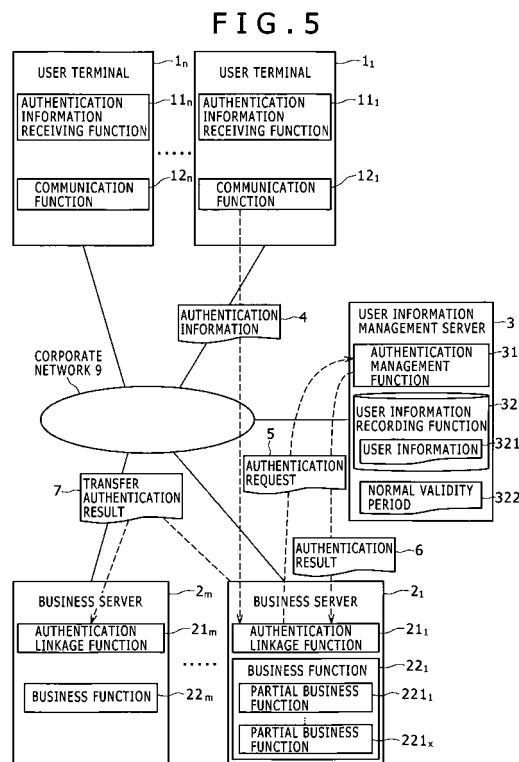 FIG.5
1n
USER TERMINAL
AUTHENTICATION
INFORMATION
RECEIVING FUNCTION
11n
COMMUNICATION
FUNCTION
12n
.....
11
USER TERMINAL
AUTHENTICATION
INFORMATION
RECEIVING FUNCTION
111
COMMUNICATION
FUNCTION
121
AUTHENTICATION
INFORMATION
4
CORPORATE
NETWORK 9
USER INFORMATION
MANAGEMENT SERVER
3
AUTHENTICATION
MANAGEMENT
FUNCTION
31
USER INFORMATION
RECORDING FUNCTION
32
USER INFORMATION
321
NORMAL VALIDITY
PERIOD
322
5
AUTHENTICATION
REQUEST
7
TRANSFER
AUTHENTICATION
RESULT
AUTHENTICATION
RESULT
6
BUSINESS SERVER
2m
AUTHENTICATION
LINKAGE FUNCTION
21m
BUSINESS FUNCTION
22m
.....
BUSINESS SERVER
21
AUTHENTICATION
LINKAGE FUNCTION
211
BUSINESS FUNCTION
221
PARTIAL BUSINESS
FUNCTION
2211
PARTIAL BUSINESS
FUNCTION
221x